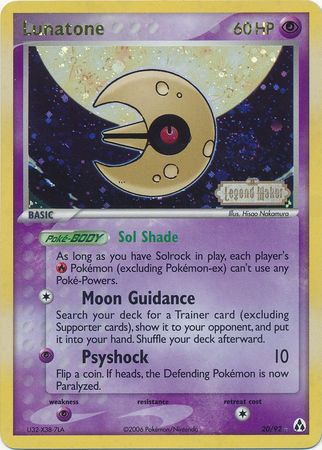 Lunatone
60 HP
EX
Legend Maker
BASIC
Illus. Hisao Nakamura
Poké-BODY Sol Shade
As long as you have Solrock in play, each player's
Pokémon (excluding Pokémon-ex) can't use any
Poké-Powers.
Moon Guidance
Search your deck for a Trainer card (excluding
Supporter cards), show it to your opponent, and put
it into your hand. Shuffle your deck afterward.
Psyshock 10
Flip a coin. If heads, the Defending Pokémon is now
Paralyzed.
weakness resistance retreat cost
U32-X38-7LA ©2006 Pokémon/Nintendo 20/92